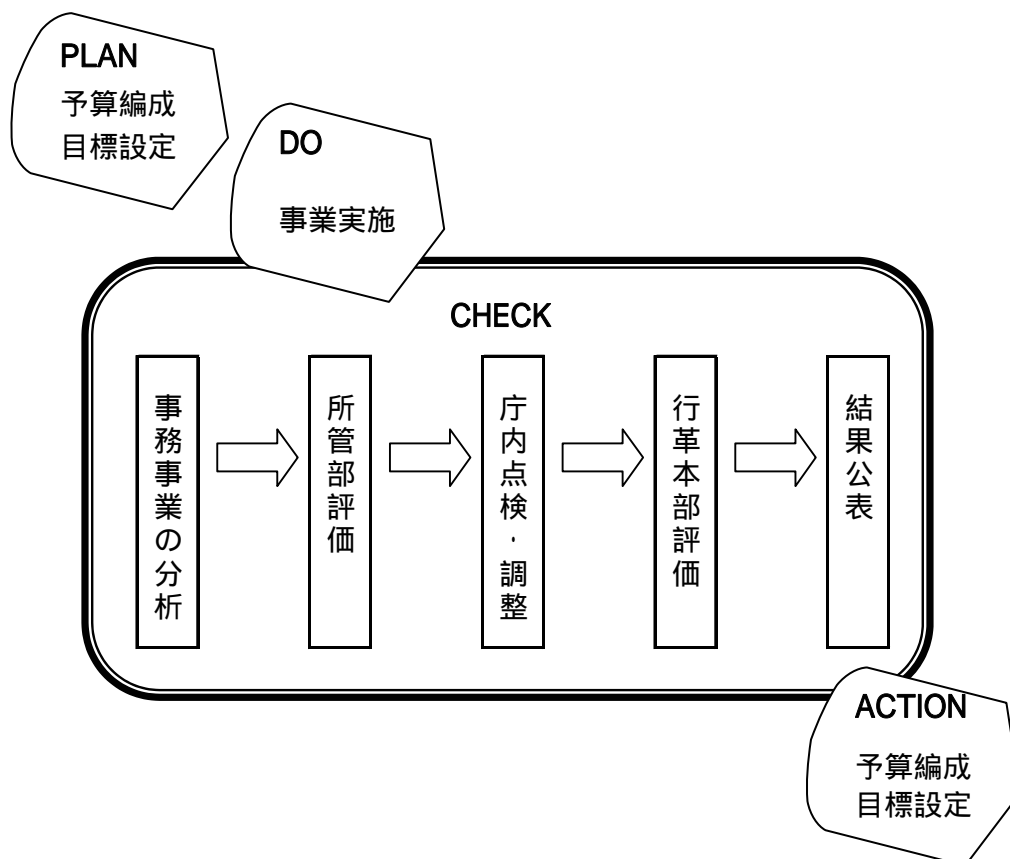 PLAN
予算編成
目標設定
DO
事業実施
CHECK
事務事業の分析
所管部評価
庁内点検・調整
行革本部評価
結果公表
ACTION
予算編成
目標設定